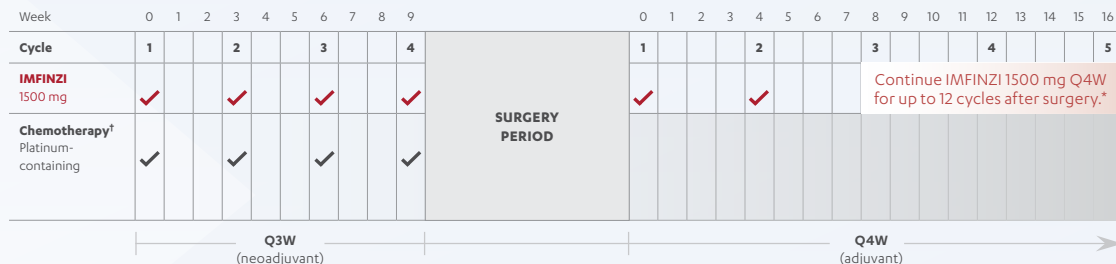 Week 0 1 2 3 4 5 6 7 8 9 0 1 2 3 4 5 6 7 8 9 10 11 12 13 14 15 16
Cycle 1 2 3 4 1 2 3 4 5
IMFINZI
1500 mg
Continue IMFINZI 1500 mg Q4W
for up to 12 cycles after surgery.*
SURGERY
PERIOD
Chemotherapy†
Platinum-
containing
Q3W
(neoadjuvant)
Q4W
(adjuvant)